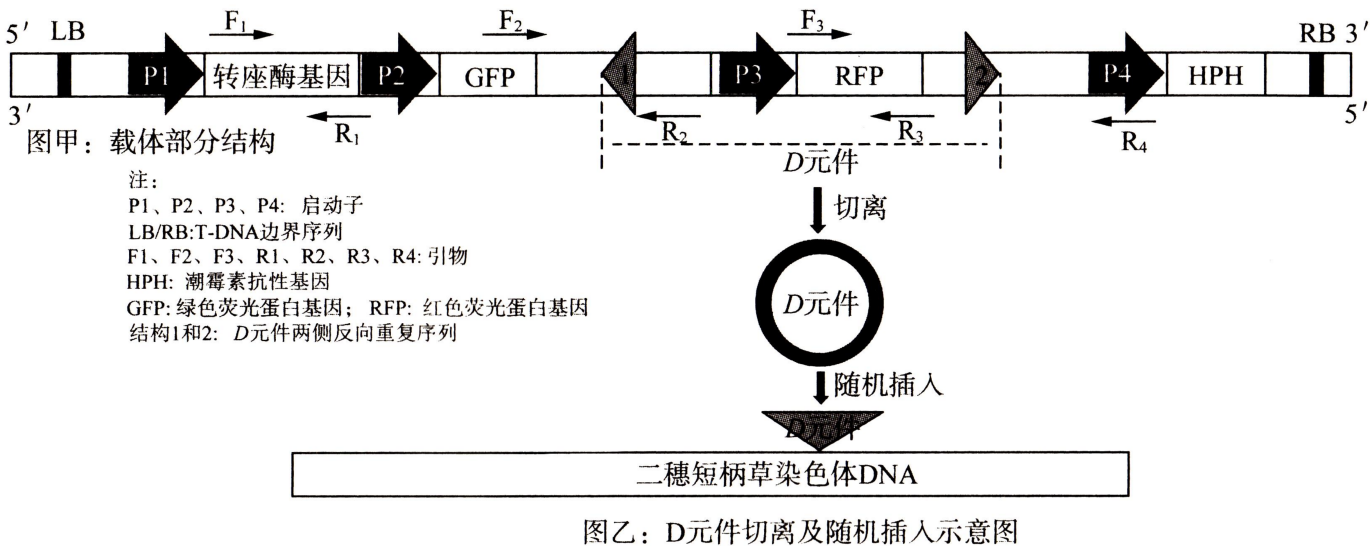 F₁ F₂ F₃
5′ LB RB 3′
P1 转座酶基因 P2 GFP 1 P3 RFP 2 P4 HPH
3′ 5′
R₁ R₂ R₃ R₄
图甲：载体部分结构
D元件
注：
P1、P2、P3、P4：启动子
LB/RB:T-DNA边界序列
F1、F2、F3、R1、R2、R3、R4: 引物
HPH: 潮霉素抗性基因
GFP: 绿色荧光蛋白基因； RFP: 红色荧光蛋白基因
结构1和2: D元件两侧反向重复序列
切离
D元件
随机插入
D元件
二穗短柄草染色体DNA
图乙：D元件切离及随机插入示意图